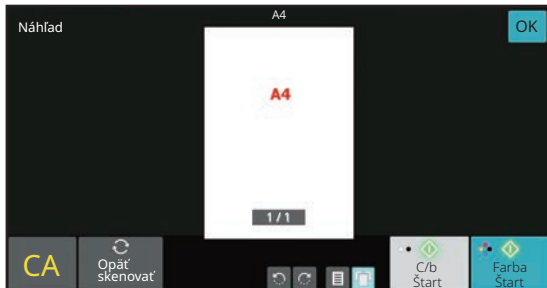 A4
Náhľad
OK
A4
1/1
CA
Opäť
skenovať
C/b
Štart
Farba
Štart